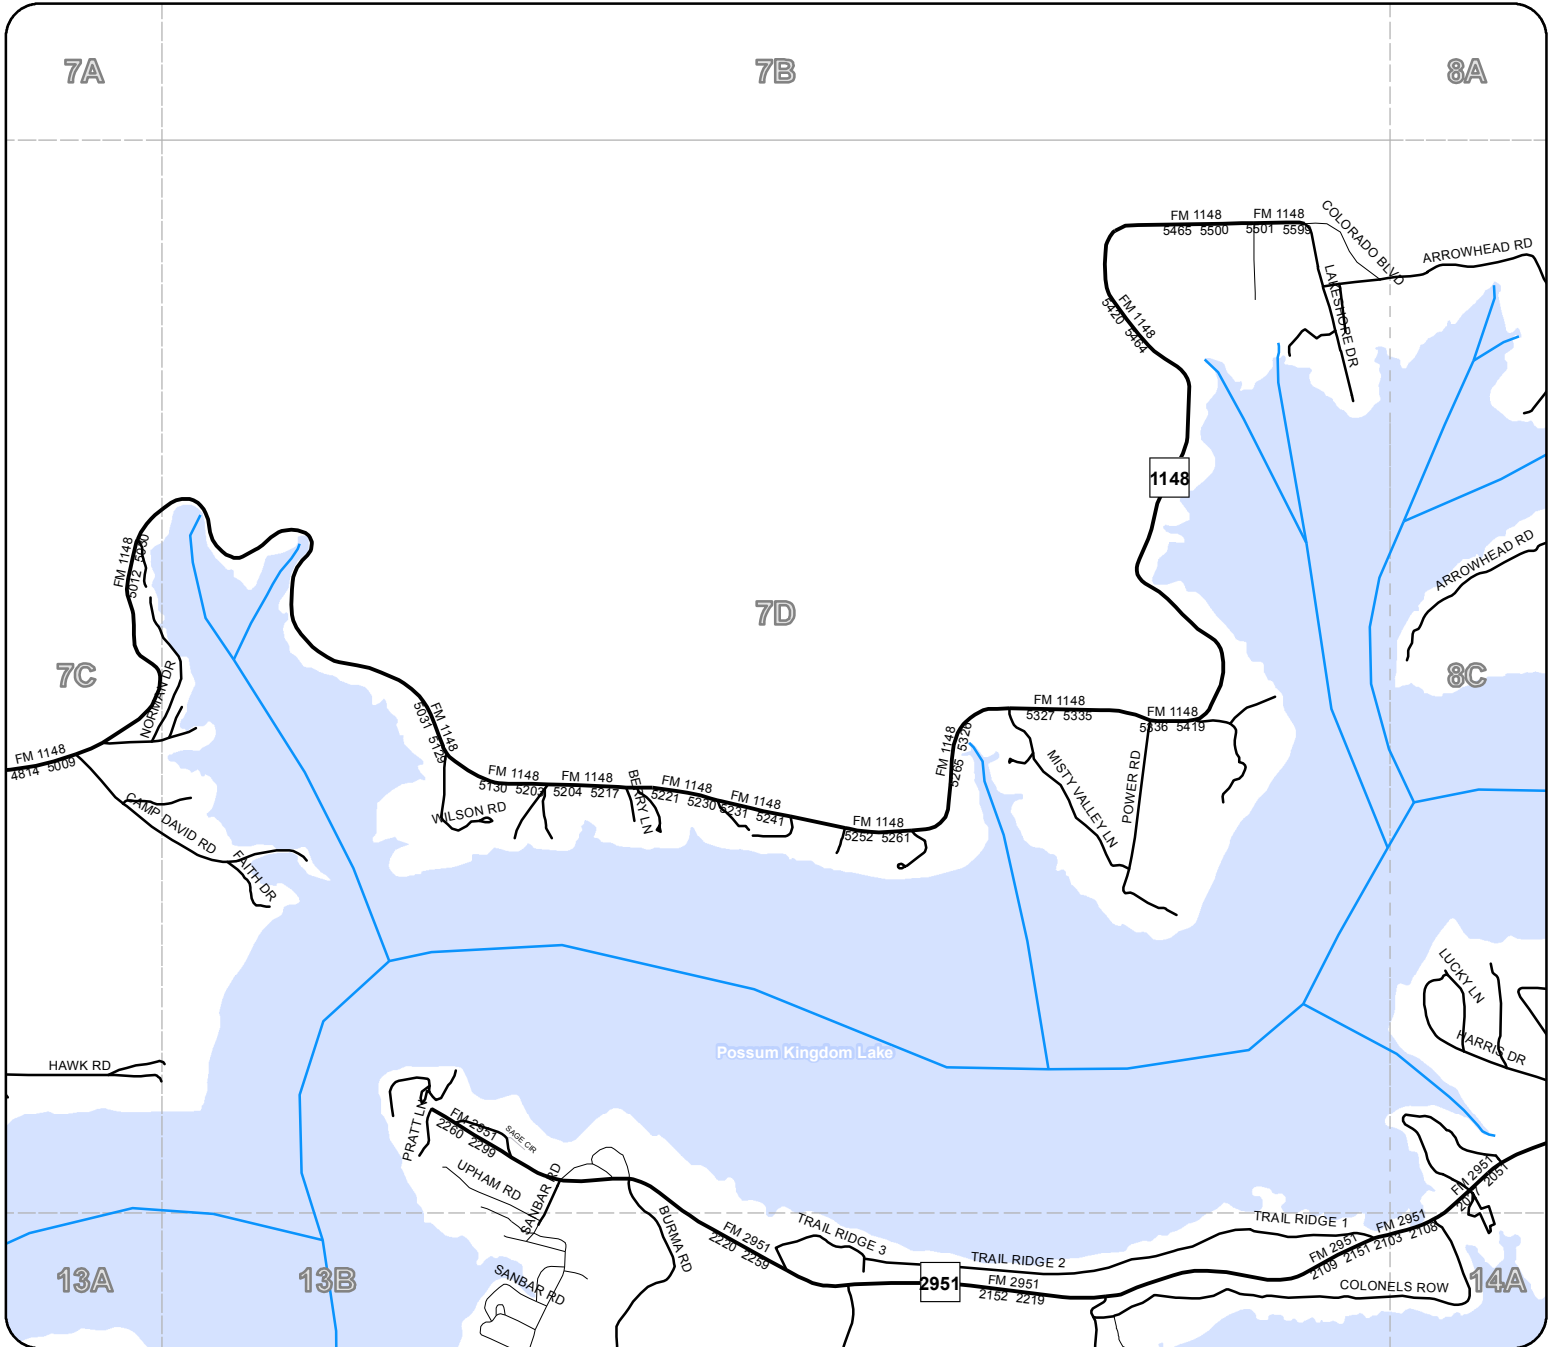 7A
7B
8A
FM 1148
5465 5500
FM 1148
5501 5599
COLORADO BLVD
ARROWHEAD RD
LAKESHORE DR
FM 1148
5420 5464
1148
FM 1148
5012 5030
ARROWHEAD RD
7D
7C
8C
NORMAN DR
FM 1148
4814 5009
FM 1148
5031 5129
FM 1148
5265 5326
FM 1148
5327 5335
FM 1148
5336 5419
MISTY VALLEY LN
POWER RD
FM 1148
5130 5203
FM 1148
5204 5217
BERRY LN
FM 1148
5221 5230
FM 1148
5231 5241
FM 1148
5252 5261
WILSON RD
CAMP DAVID RD
FAITH DR
LUCKY LN
HARRIS DR
Possum Kingdom Lake
HAWK RD
PRATT LN
FM 2951
2260 2299
SAGE CIR
UPHAM RD
SANBAR RD
BURMA RD
FM 2951
2220 2259
TRAIL RIDGE 3
TRAIL RIDGE 2
TRAIL RIDGE 1
FM 2951
2051
FM 2951
2103 2108
FM 2951
2109 2151
13A
13B
SANBAR RD
2951
FM 2951
2152 2219
COLONELS ROW
14A